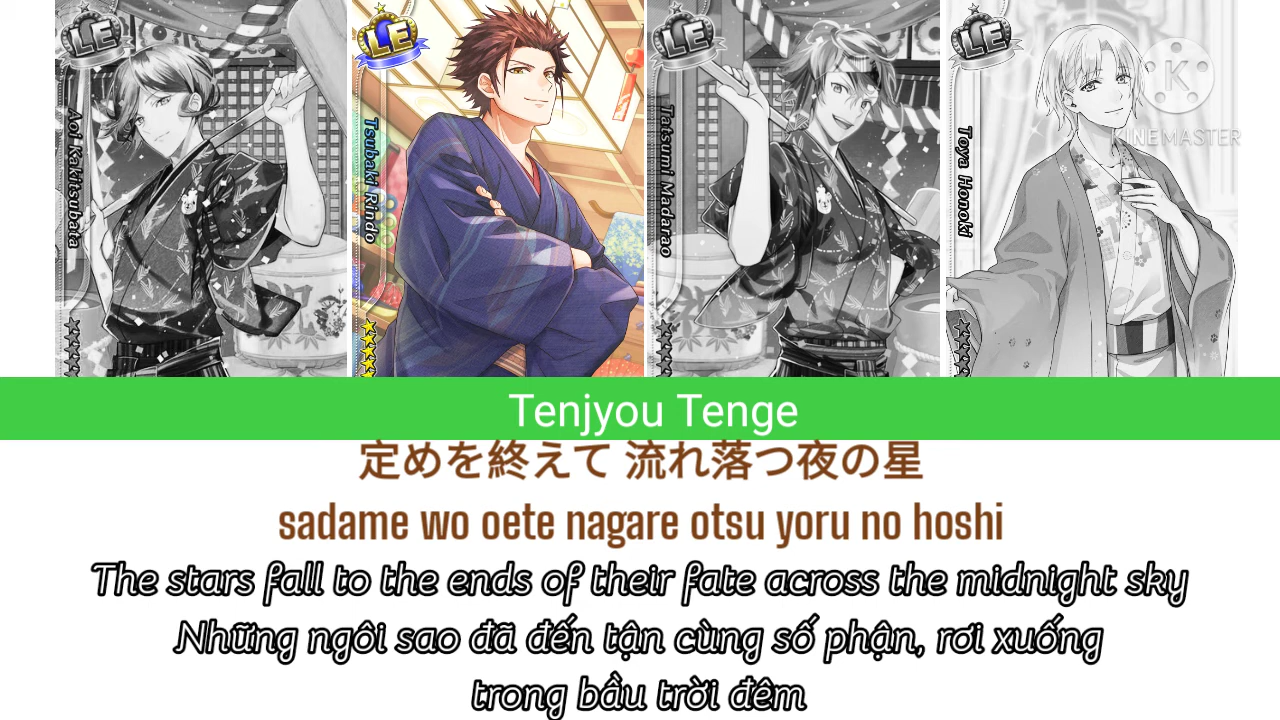 LE
LE
LE
LE
Aoi Kakitsubata
Tsubaki Rindo
Tatsumi Madarao
Toya Honoki
K
KINEMASTER
Tenjyou Tenge
定めを終えて 流れ落つ夜の星
sadame wo oete nagare otsu yoru no hoshi
The stars fall to the ends of their fate across the midnight sky
Những ngôi sao đã đến tận cùng số phận, rơi xuống
trong bầu trời đêm